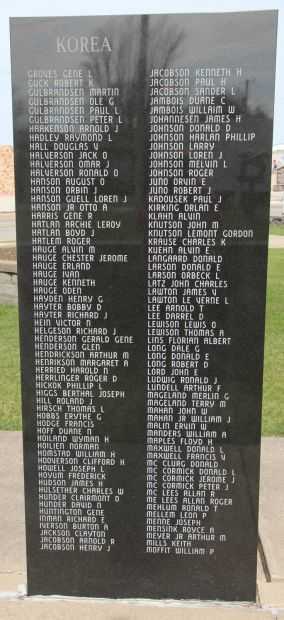 KOREA
GROVES GENE L
GUCK ROBERT K
GULBRANDSEN MARTIN
GULBRANDSEN OLE G
GULBRANDSEN PAUL L
GULBRANDSEN PETER L
HAAKENSON ARNOLD J
HADLEY RAYMOND L
HALL DOUGLAS V
HALVERSON JACK O
HALVERSON OMAR J
HALVERSON RONALD O
HANSON AUGUST O
HANSON ORBIN J
HANSON GUELL LOREN J
HANSON JR OTTO A
HARRIS GENE R
HATLAN ARCHIE LEROY
HATLAN BOYD J
HATLEM ROGER
HAUGE ALVIN M
HAUGE CHESTER JEROME
HAUGE ERLAND
HAUGE IVAN
HAUGE KENNETH
HAUGE ODEN
HAYDEN HENRY G
HAYTER BOBBY D
HAYTER RICHARD J
HEIN VICTOR N
HELGESON RICHARD J
HENDERSON GERALD GENE
HENDERSON GLEN
HENDRICKSON ARTHUR M
HENRIKSON MARGARET A
HERRIED HAROLD N
HERRLINGER ROGER D
HICKOK PHILLIP L
HIGGS BERTHAL JOSEPH
HILL ROLAND J
HIRSCH THOMAS L
HOBBS ERYTHE G
HODGE FRANCIS
HOFF DUANE N
HOILAND WYMAN H
HOILIEN NORMAN
HOMSTAD WILLIAM H
HOOVERSON CLIFFORD H
HOWELL JOSEPH L
HOYUM FREDERICK
HUDSON JAMES H
HULSETHER CHARLES W
HUNDER CLAIRMONT O
HUNDER DAVID N
HUNTINGTON GENE
INMAN RICHARD E
IVERSON BURTON A
JACKSON CLAYTON
JACOBSON ARNOLD R
JACOBSON HENRY J
JACOBSON KENNETH H
JACOBSON PAUL H
JACOBSON SANDER L
JAMBOIS DUANE C
JAMBOIS WILLIAM W
JOHANNESEN JAMES H
JOHNSON DONALD D
JOHNSON HARLAN PHILLIP
JOHNSON LARRY
JOHNSON LOREN J
JOHNSON MELVIN L
JOHNSON ROGER
JUNO ORVIN E
JUNO ROBERT J
KADOUSEK PAUL J
KIRKING ORLAN E
KLAHN ALVIN
KNUTSON JOHN M
KNUTSON LEMONT GORDON
KRAUSE CHARLES K
KUEHN ALVIN E
LANGAARD DONALD
LARSON DONALD E
LARSON ORBECK L
LATZ JOHN CHARLES
LAWTON JAMES V
LAWTON LE VERNE L
LEE ARNOLD T
LEE DARREL D
LEWISON LEWIS O
LEWISON THOMAS A
LINS FLORIAN ALBERT
LONG DALE G
LONG DONALD E
LONG ROBERT D
LORD JOHN E
LUDWIG RONALD J
LUNDELL ARTHUR F
MAGELAND MERLIN G
MAGELAND TERRY M
MAHAN JOHN W
MAHAN JR WILLIAM J
MALIN ERVIN W
MANDERS WILLIAM A
MAPLES FLOYD H
MAXWELL DONALD L
MAXWELL FRANCIS V
MC CLURG DONALD
MC CORMICK DONALD L
MC CORMICK JEROME J
MC CORMICK PETER J
MC LEES ALLAN R
MC LEES ALLAN ROGER
MEHLUM RONALD T
MELLEM LEON P
MENNE JOSEPH
MENSINK ROYCE A
MEYER JR ARTHUR M
MILLS KEITH
MOFFIT WILLIAM P